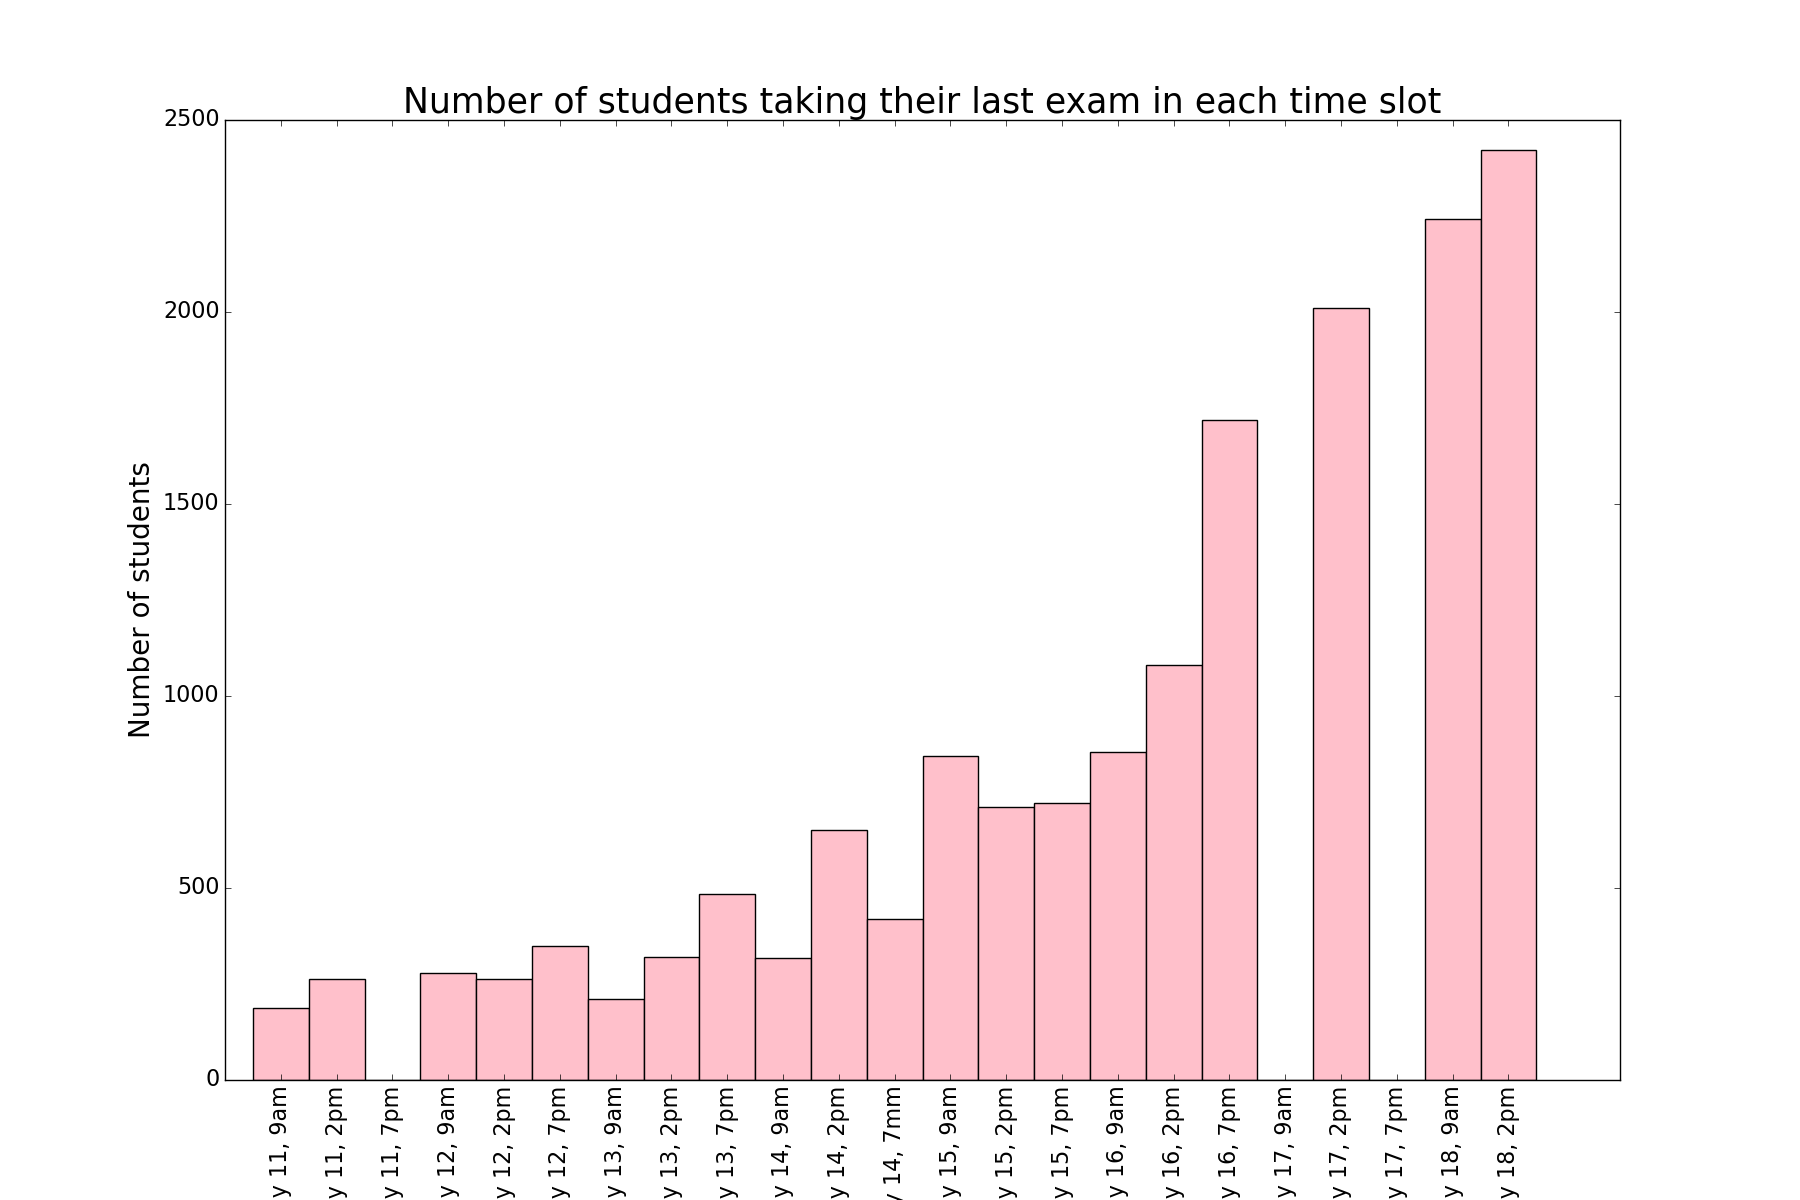 Number of students taking their last exam in each time slot
Number of students
2500
2000
1500
1000
500
0
y 11, 9am
y 11, 2pm
y 11, 7pm
y 12, 9am
y 12, 2pm
y 12, 7pm
y 13, 9am
y 13, 2pm
y 13, 7pm
y 14, 9am
y 14, 2pm
y 14, 7mm
y 15, 9am
y 15, 2pm
y 15, 7pm
y 16, 9am
y 16, 2pm
y 16, 7pm
y 17, 9am
y 17, 2pm
y 17, 7pm
y 18, 9am
y 18, 2pm